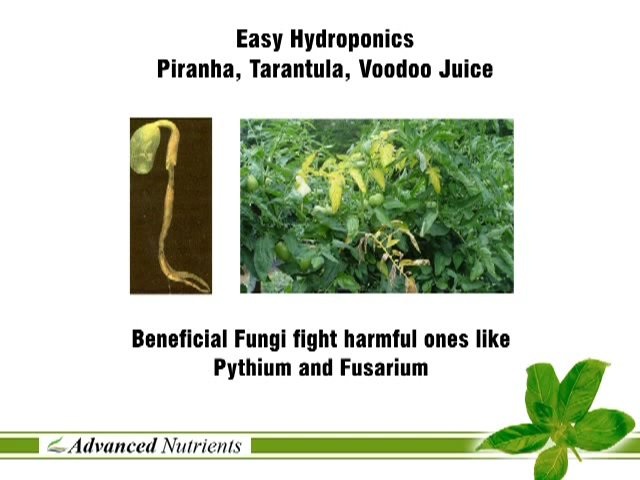 Easy Hydroponics
Piranha, Tarantula, Voodoo Juice
Beneficial Fungi fight harmful ones like
Pythium and Fusarium
Advanced Nutrients